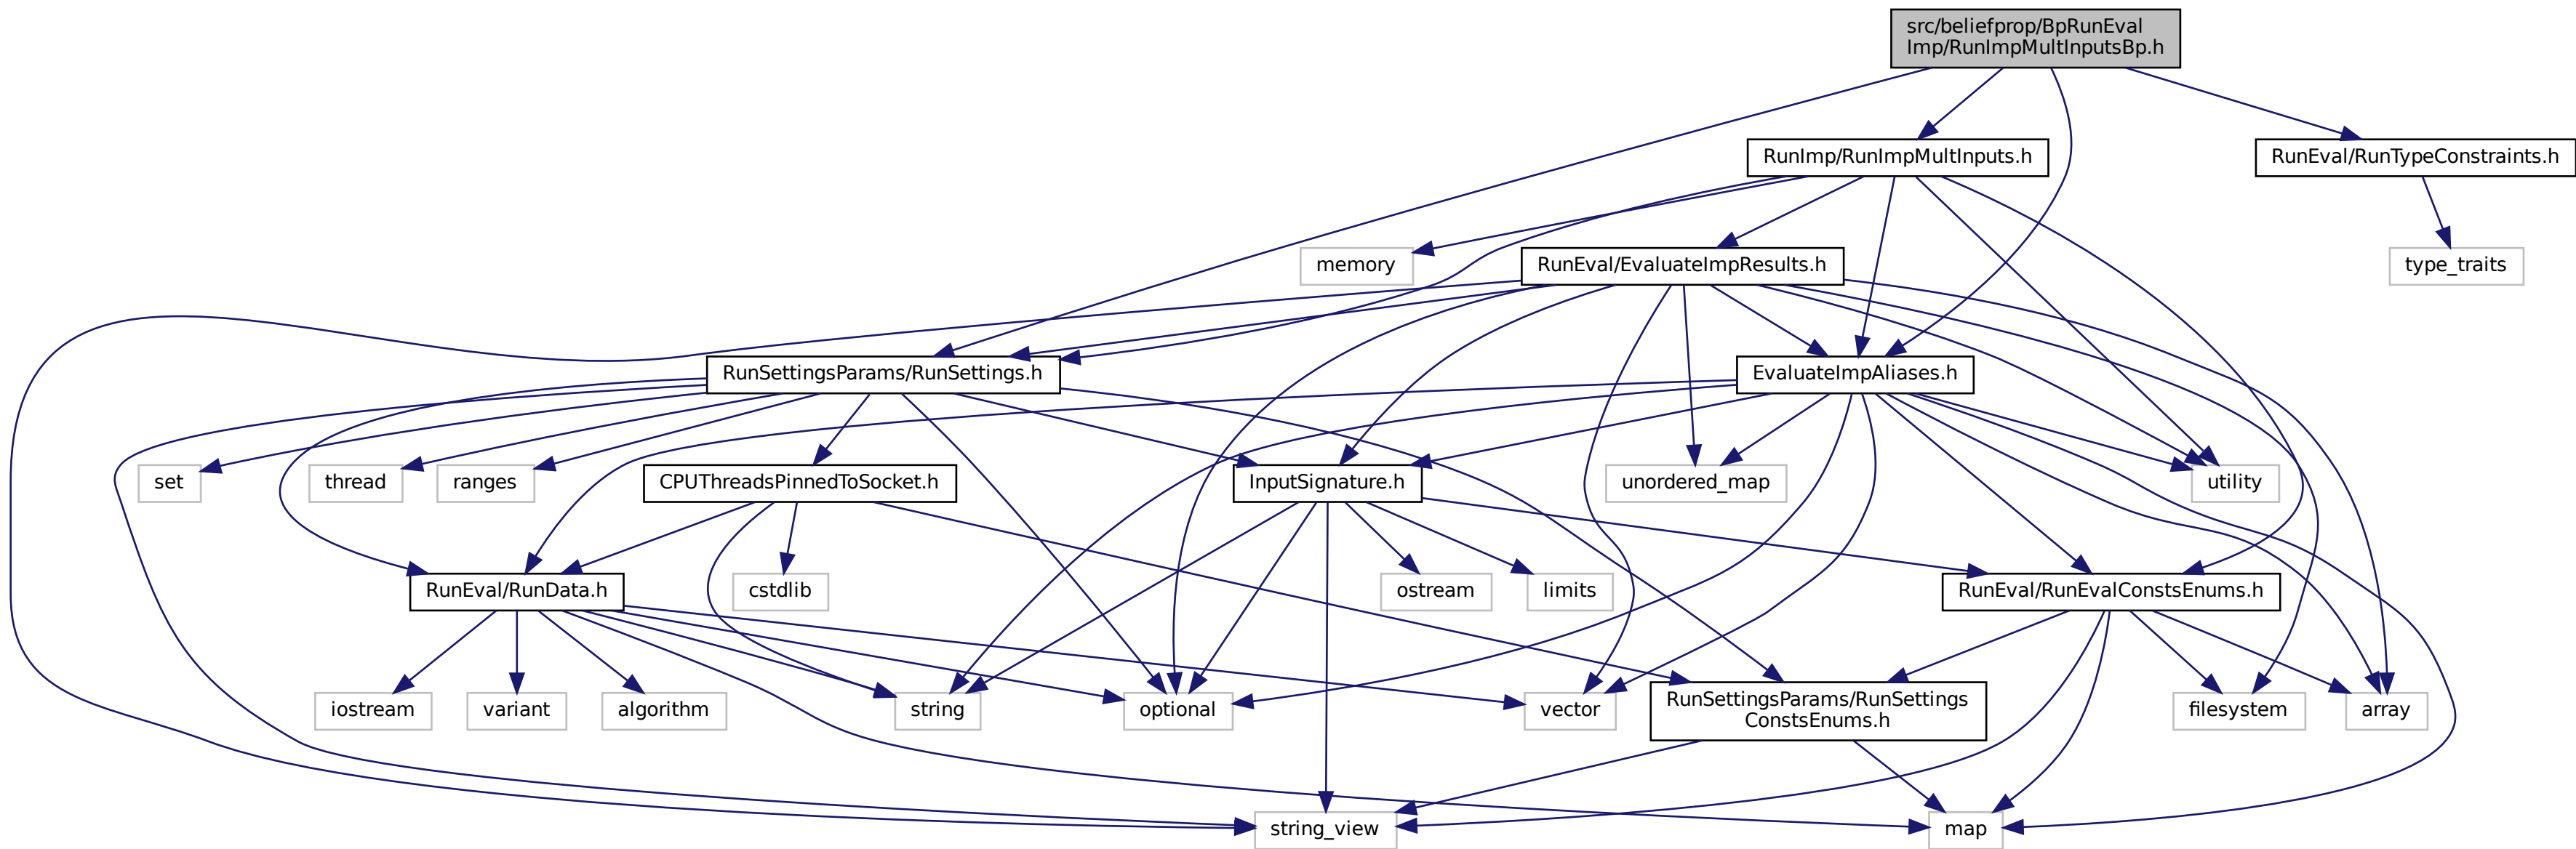 src/beliefprop/BpRunEval
Imp/RunImpMultInputsBp.h
RunImp/RunImpMultInputs.h
RunEval/RunTypeConstraints.h
memory
RunEval/EvaluateImpResults.h
type_traits
RunSettingsParams/RunSettings.h
EvaluateImpAliases.h
set
thread
ranges
CPUThreadsPinnedToSocket.h
InputSignature.h
unordered_map
utility
RunEval/RunData.h
cstdlib
ostream
limits
RunEval/RunEvalConstsEnums.h
iostream
variant
algorithm
string
optional
vector
RunSettingsParams/RunSettings
ConstsEnums.h
filesystem
array
string_view
map